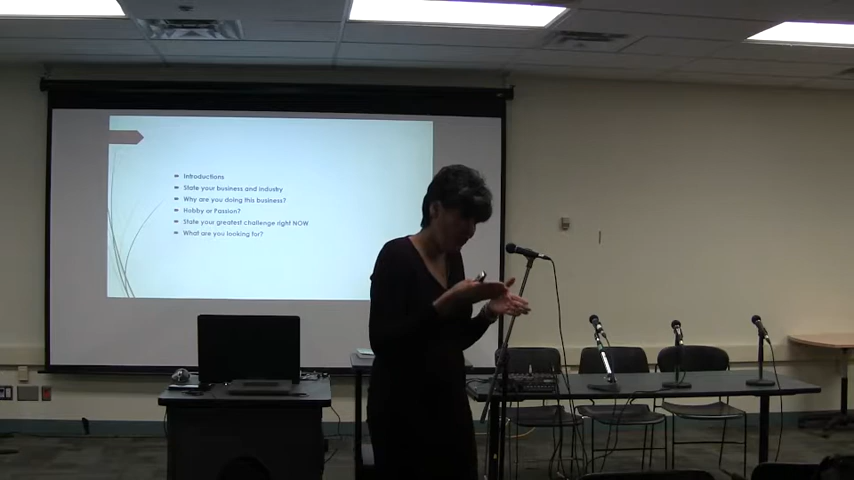 Introductions
State your business and industry
Why are you doing this business?
Hobby or Passion?
State your greatest challenge right NOW
What are you looking for?